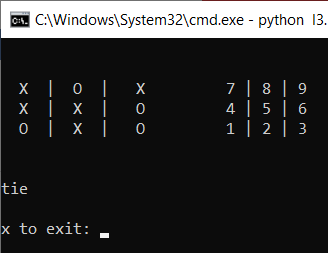 C:\Windows\System32\cmd.exe - python l3.
X | O | X 7 | 8 | 9
X | X | O 4 | 5 | 6
O | X | O 1 | 2 | 3
tie
x to exit: